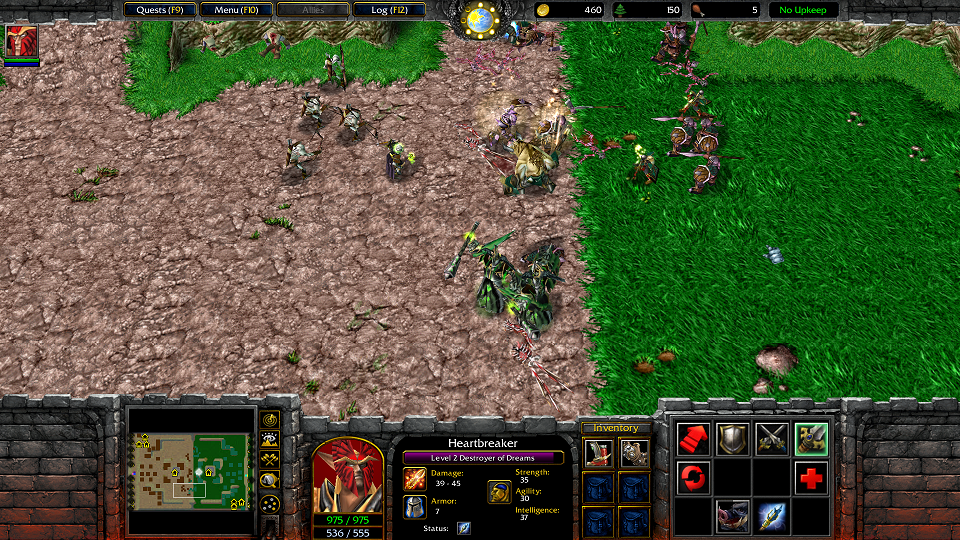 Quests (F9)
Menu (F10)
Allies
Log (F12)
460
150
5
No Upkeep
Heartbreaker
Inventory
Level 2 Destroyer of Dreams
Damage:
39 - 45
Armor:
7
Strength:
35
Agility:
30
Intelligence:
37
Status:
975 / 975
536 / 555